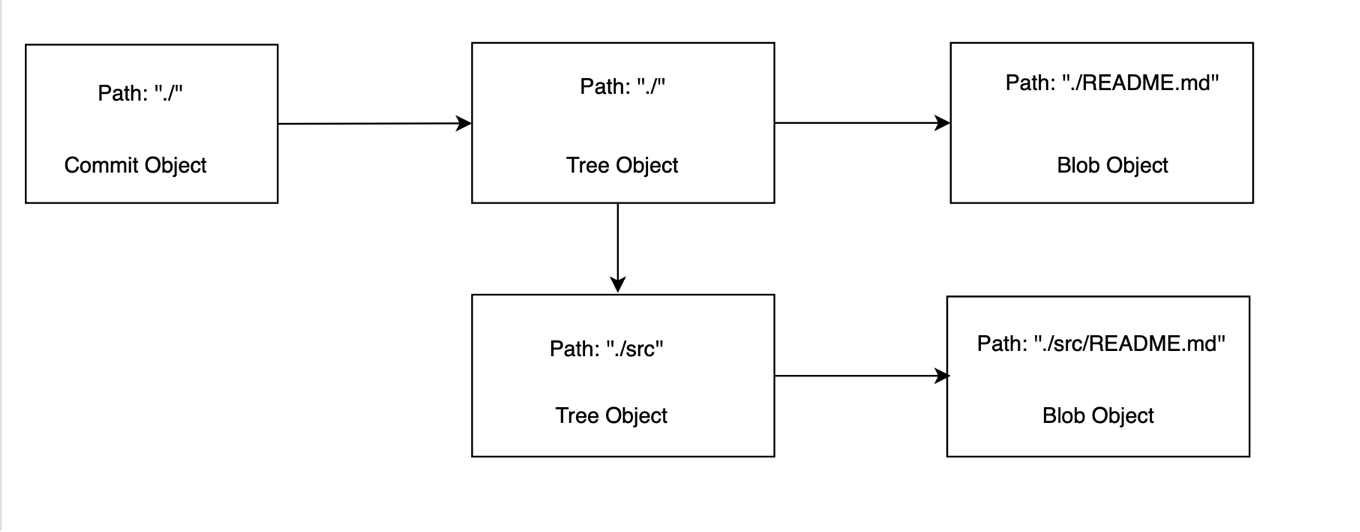 Path: "./"
Commit Object
Path: "./"
Tree Object
Path: "./README.md"
Blob Object
Path: "./src"
Tree Object
Path: "./src/README.md"
Blob Object